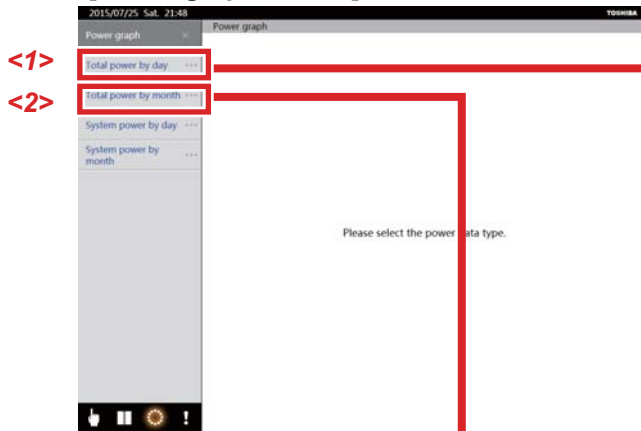 2015/07/25 Sat. 21:48
TOSHIBA
Power graph
Power graph
<1>
Total power by day
<2>
Total power by month
System power by day
System power by
month
Please select the power data type.